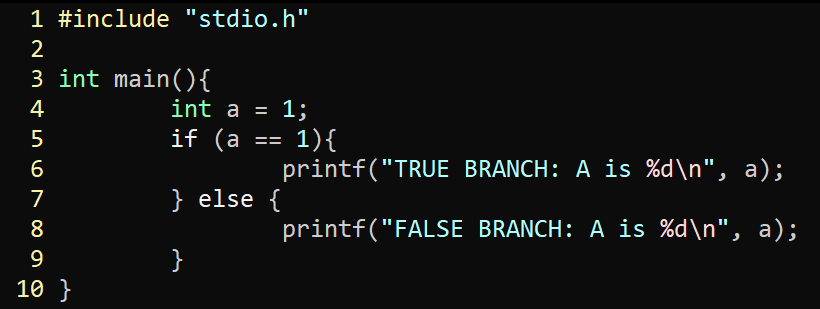 1 #include "stdio.h"
2
3 int main(){
4         int a = 1;
5         if (a == 1){
6                 printf("TRUE BRANCH: A is %d\n", a);
7         } else {
8                 printf("FALSE BRANCH: A is %d\n", a);
9         }
10 }